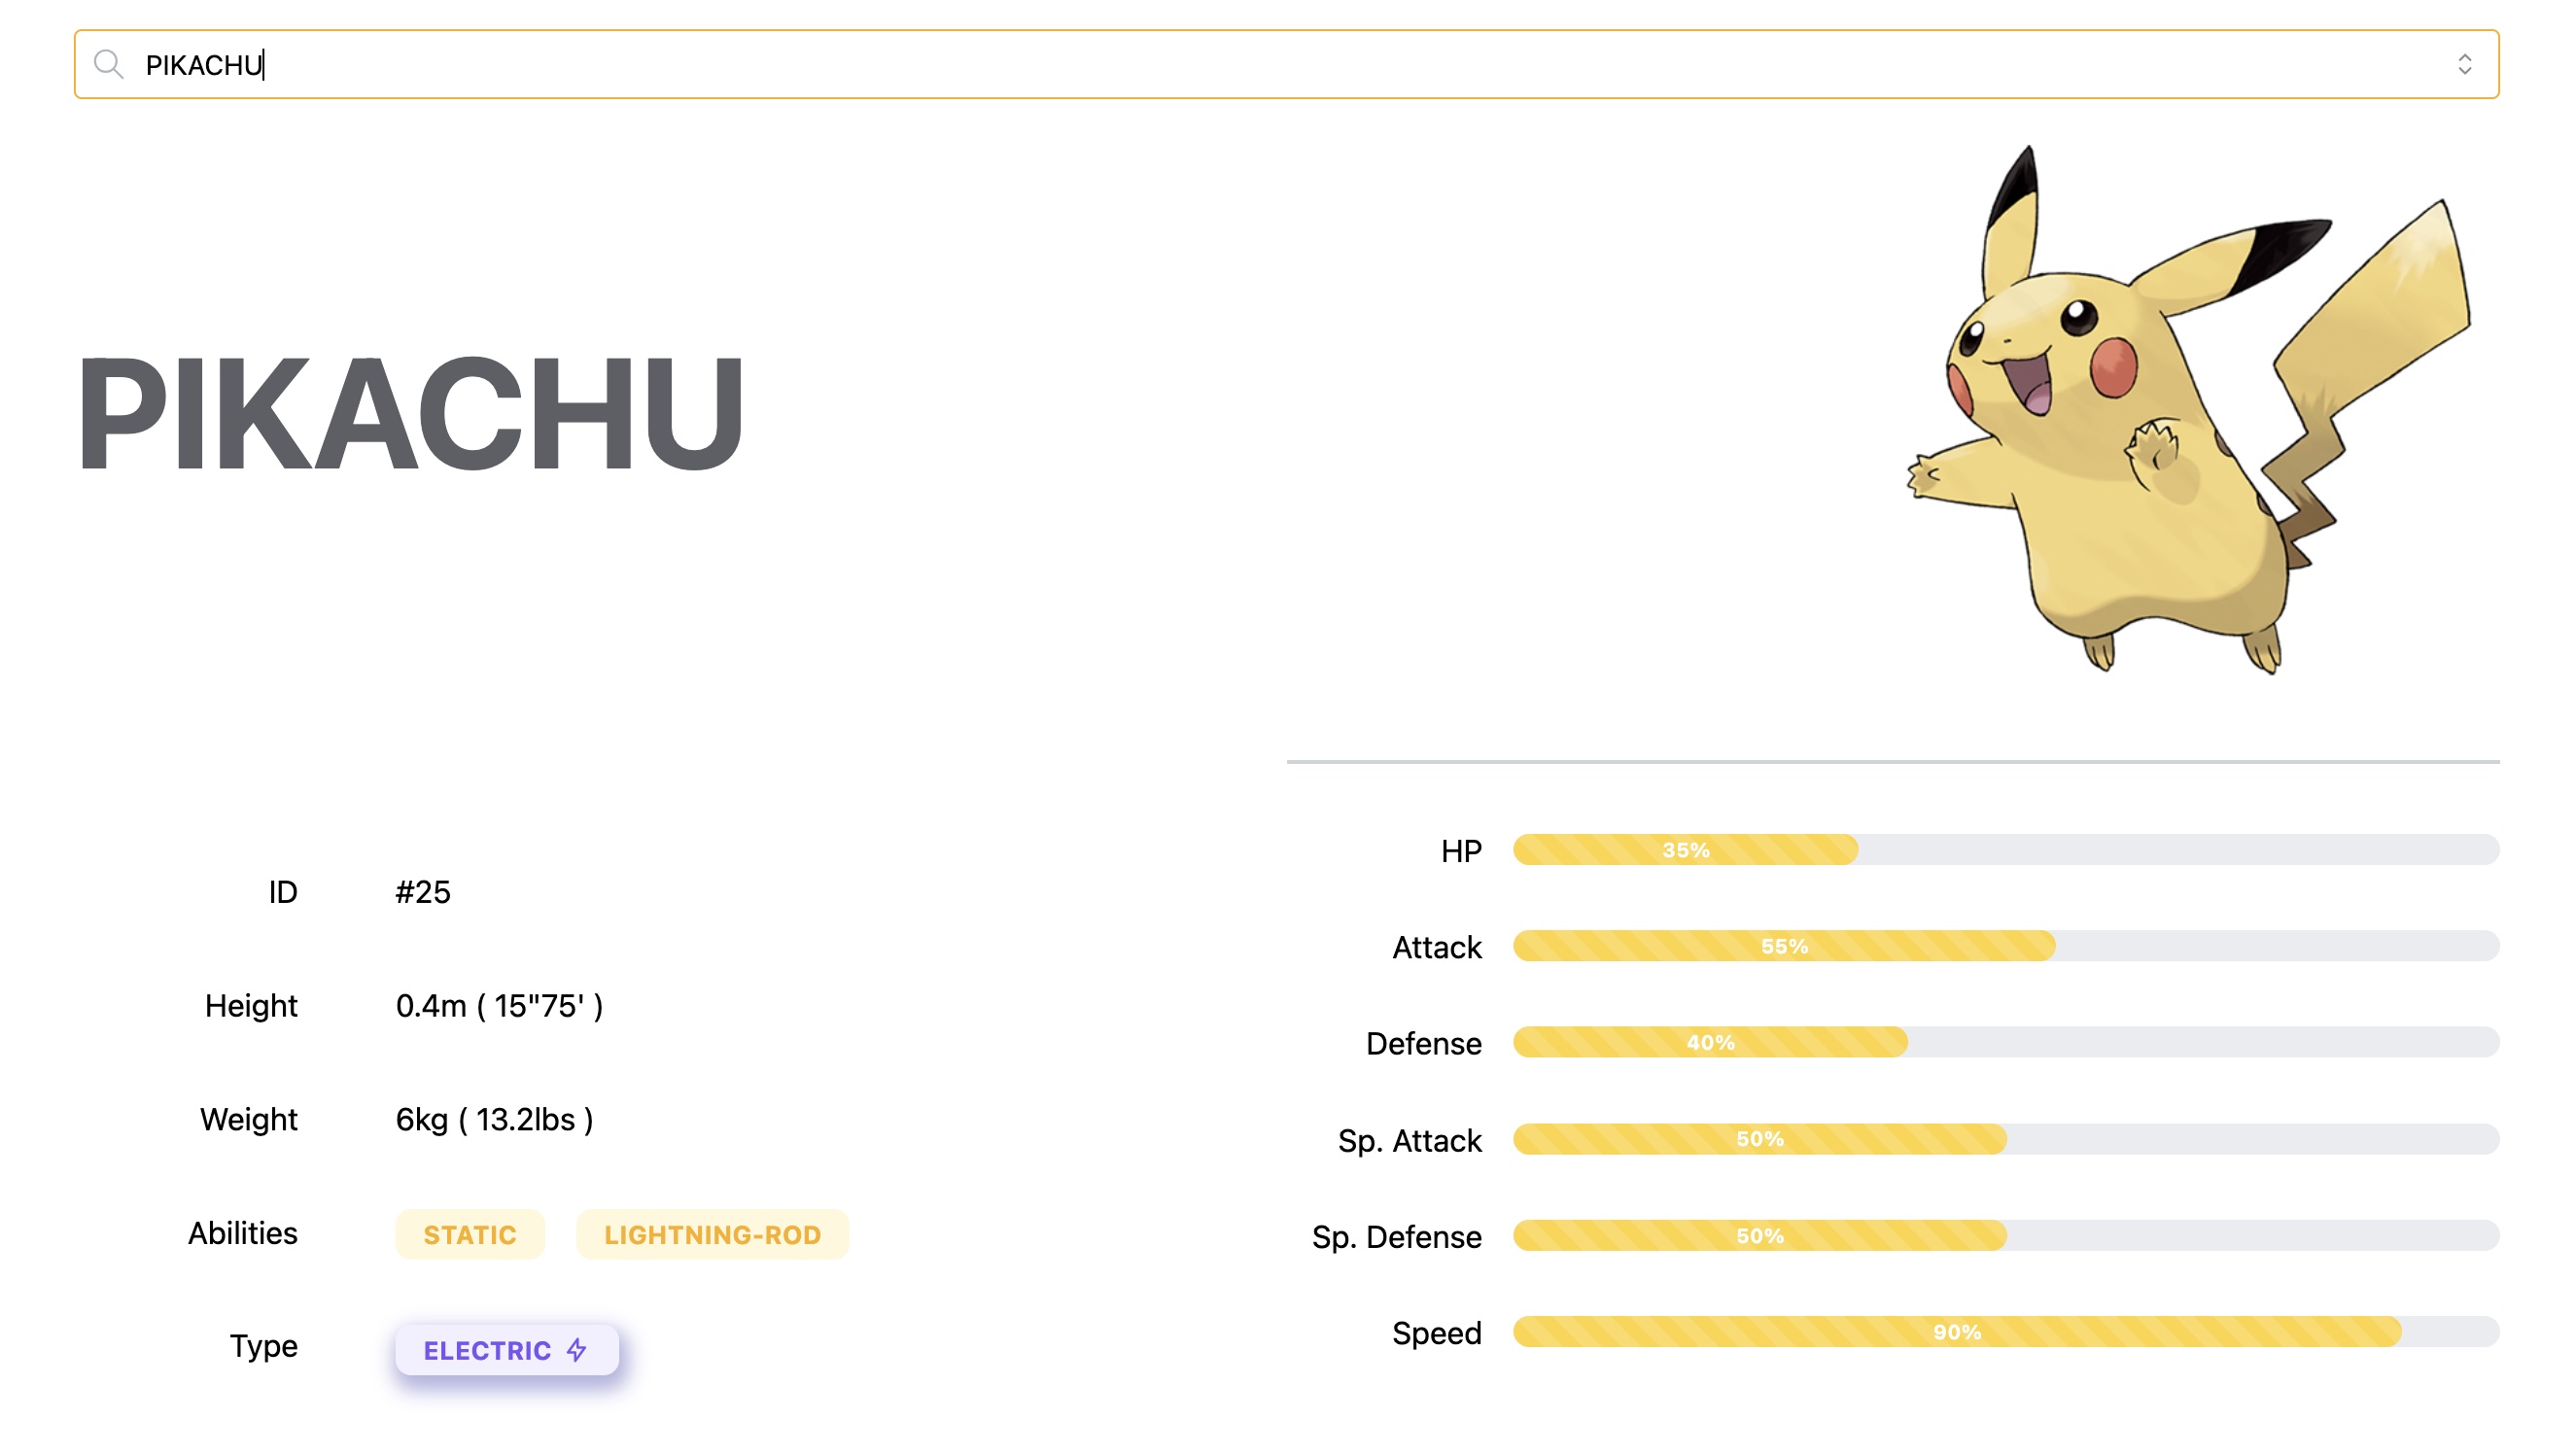 PIKACHU
PIKACHU
ID #25
Height 0.4m ( 15"75' )
Weight 6kg ( 13.2lbs )
Abilities STATIC LIGHTNING-ROD
Type ELECTRIC
HP 35%
Attack 55%
Defense 40%
Sp. Attack 50%
Sp. Defense 50%
Speed 90%